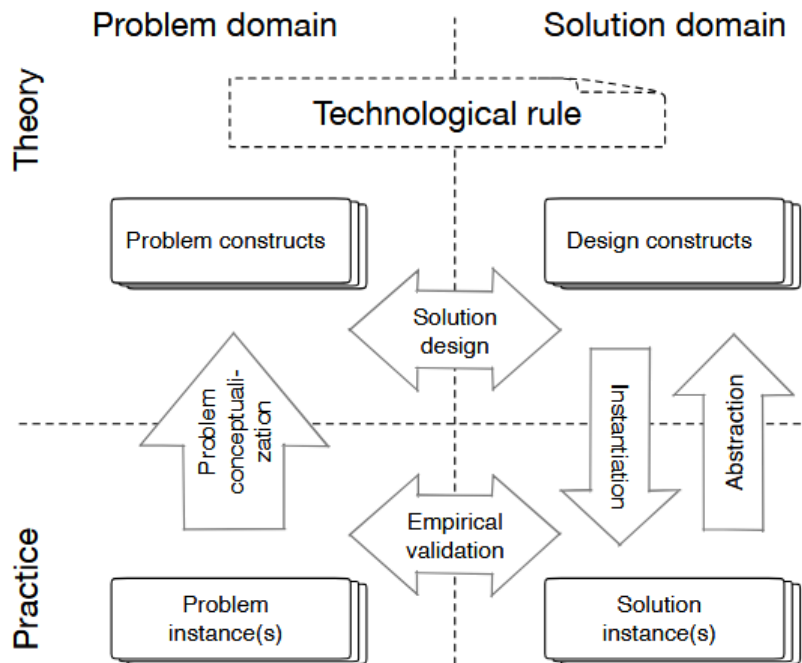 Problem domain
Solution domain
Theory
Technological rule
Problem constructs
Design constructs
Solution
design
Problem
conceptuali-
zation
Instantiation
Abstraction
Empirical
validation
Practice
Problem
instance(s)
Solution
instance(s)